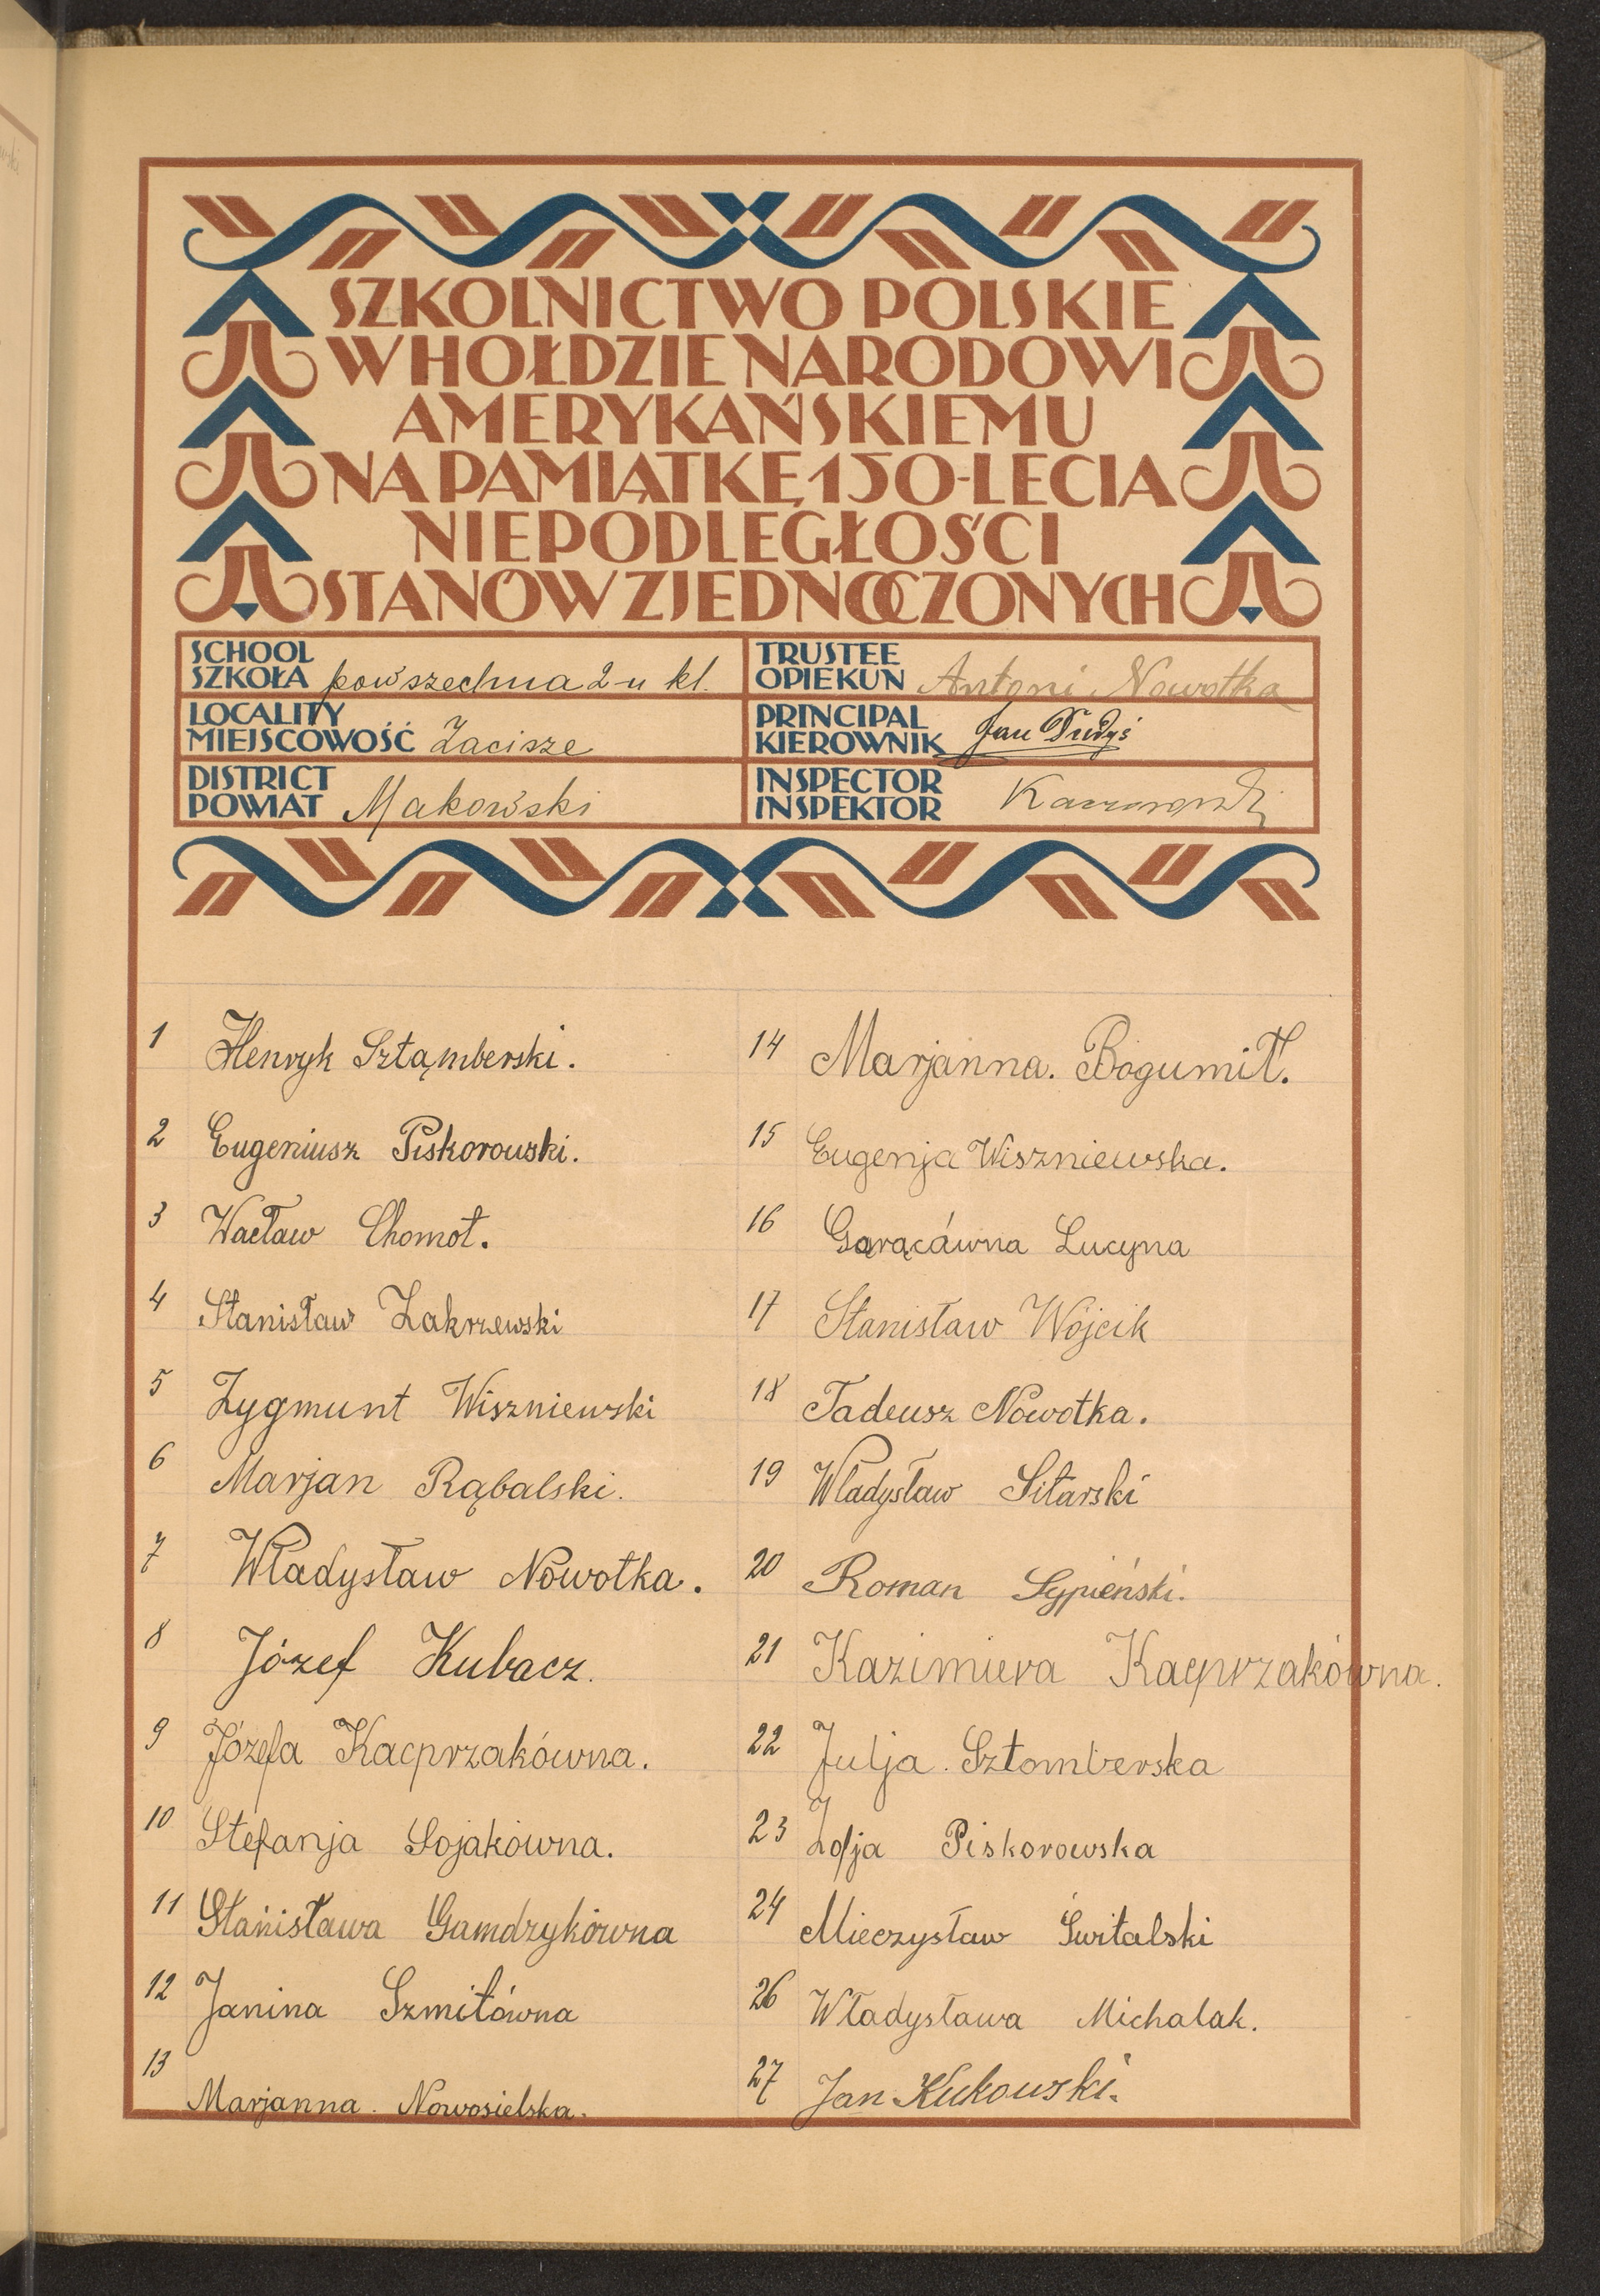 SZKOLNICTWO POLSKIE
W HOŁDZIE NARODOWI
AMERYKAŃSKIEMU
NA PAMIĄTKĘ 150-LECIA
NIEPODLEGŁOŚCI
STANÓW ZJEDNOCZONYCH
SCHOOL
SZKOŁA powszechna 2-u kl.
LOCALITY
MIEJSCOWOŚĆ Zacisze
DISTRICT
POWIAT Makowski
TRUSTEE
OPIEKUN Antoni Nowotka
PRINCIPAL
KIEROWNIK Jan
INSPECTOR
INSPEKTOR
1 Henryk Sztąmberski.
2 Eugeniusz Piskorouski.
3 Wacław Chomot.
4 Stanisław Zakrzewski
5 Zygmunt Wiszniewski
6 Marjan Rąbalski.
7 Władysław Nowotka.
8 Józef Kubacz.
9 Józefa Kacprzakówna.
10 Stefanja Sojakówna.
11 Stanisława Gamdzykówna
12 Janina Szmitówna
13 Marjanna. Nowosielska.
14 Marjanna. Bogumił.
15 Eugenja Wiszniewska.
16 Garącáwna Lucyna
17 Stanisław Wójcik
18 Tadeusz Nowotka.
19 Władysław Sitarski
20 Roman Sypieński.
21 Kazimiera Kacprzakówna.
22 Julja. Sztomberska
23 Zofja Piskorowska
24 Mieczysław Świtalski
26 Władysława Michalak.
27 Jan Kukowski.